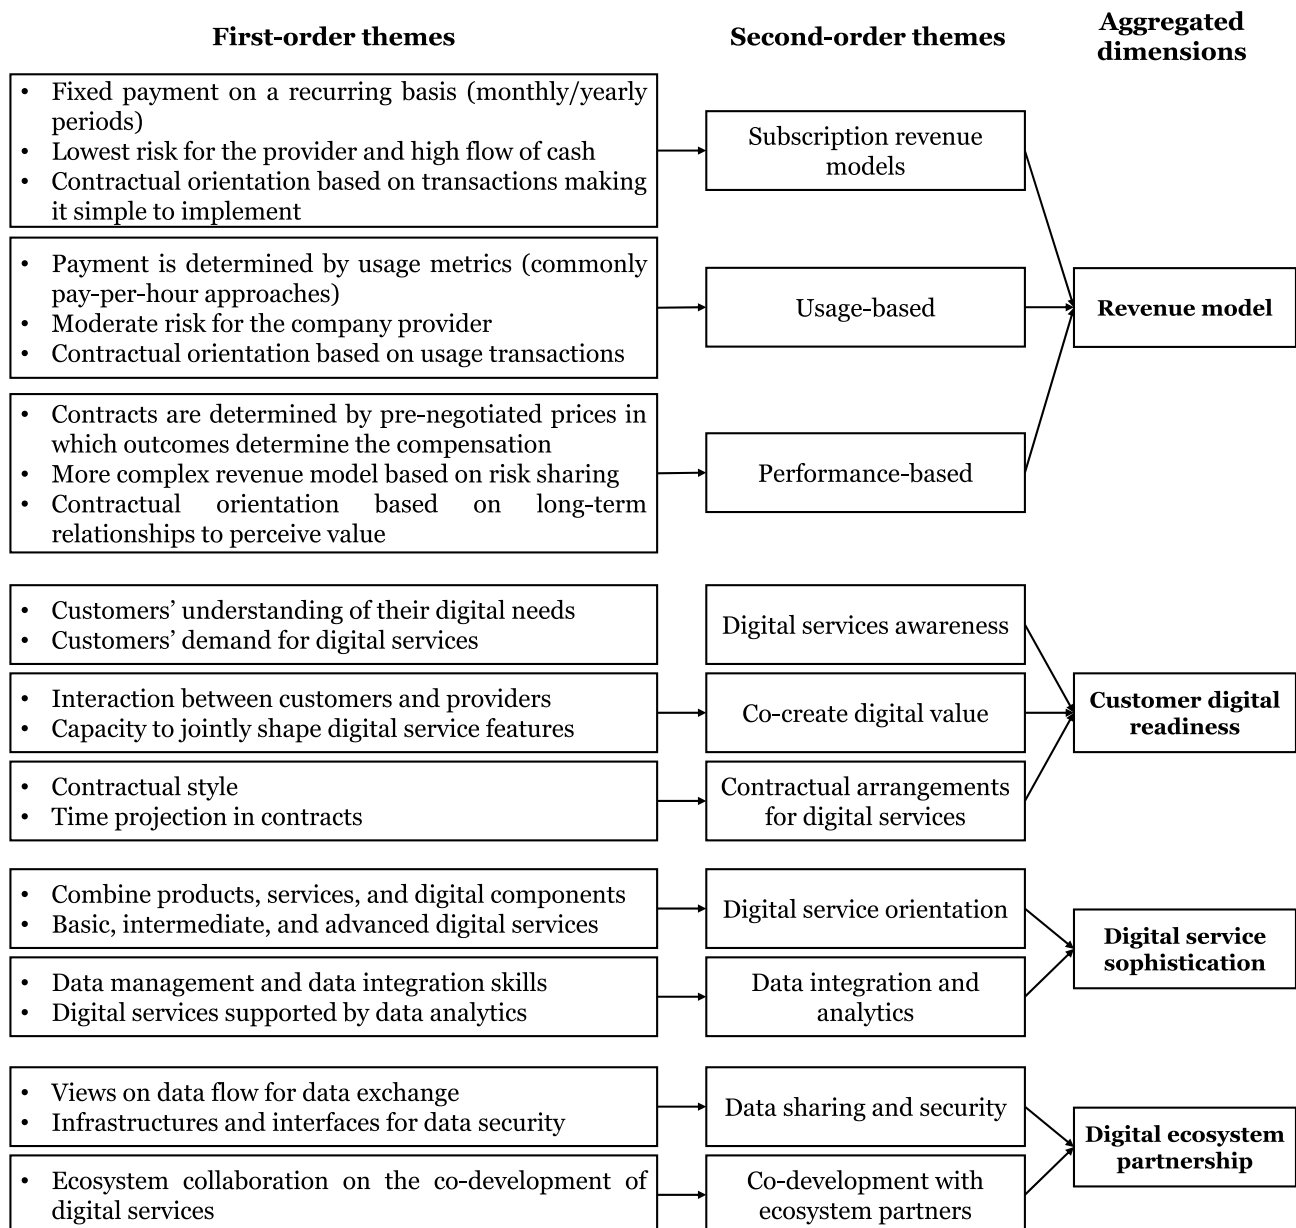 First-order themes
Second-order themes
Aggregated
dimensions
• Fixed payment on a recurring basis (monthly/yearly
periods)
• Lowest risk for the provider and high flow of cash
• Contractual orientation based on transactions making
it simple to implement
Subscription revenue
models
• Payment is determined by usage metrics (commonly
pay-per-hour approaches)
• Moderate risk for the company provider
• Contractual orientation based on usage transactions
Usage-based
Revenue model
• Contracts are determined by pre-negotiated prices in
which outcomes determine the compensation
• More complex revenue model based on risk sharing
• Contractual orientation based on long-term
relationships to perceive value
Performance-based
• Customers’ understanding of their digital needs
• Customers’ demand for digital services
Digital services awareness
• Interaction between customers and providers
• Capacity to jointly shape digital service features
Co-create digital value
Customer digital
readiness
• Contractual style
• Time projection in contracts
Contractual arrangements
for digital services
• Combine products, services, and digital components
• Basic, intermediate, and advanced digital services
Digital service orientation
Digital service
sophistication
• Data management and data integration skills
• Digital services supported by data analytics
Data integration and
analytics
• Views on data flow for data exchange
• Infrastructures and interfaces for data security
Data sharing and security
Digital ecosystem
partnership
• Ecosystem collaboration on the co-development of
digital services
Co-development with
ecosystem partners